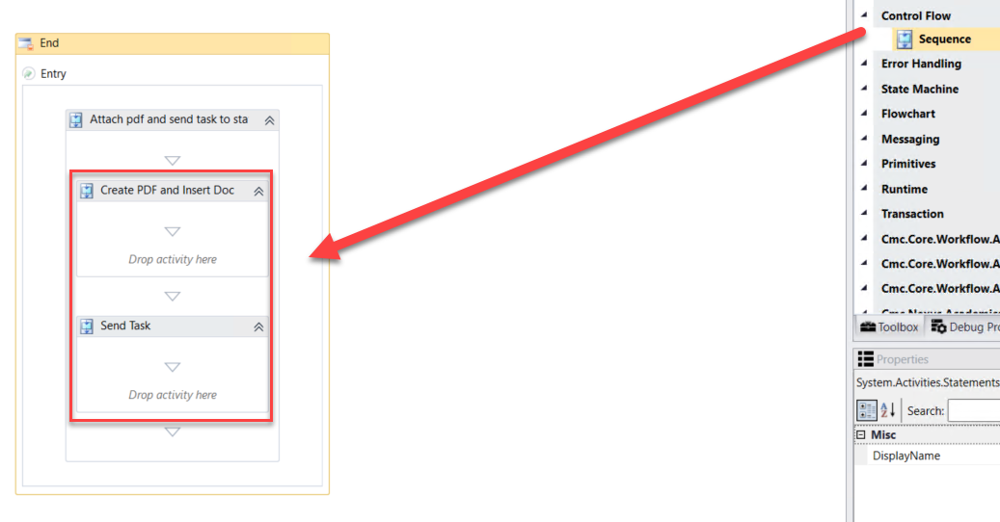 End
Entry
Attach pdf and send task to sta
Create PDF and Insert Doc
Drop activity here
Send Task
Drop activity here
Control Flow
Sequence
Error Handling
State Machine
Flowchart
Messaging
Primitives
Runtime
Transaction
Cmc.Core.Workflow.A
Cmc.Core.Workflow.A
Cmc.Core.Workflow.A
Toolbox
Debug Pro
Properties
System.Activities.Statements
Search:
Misc
DisplayName